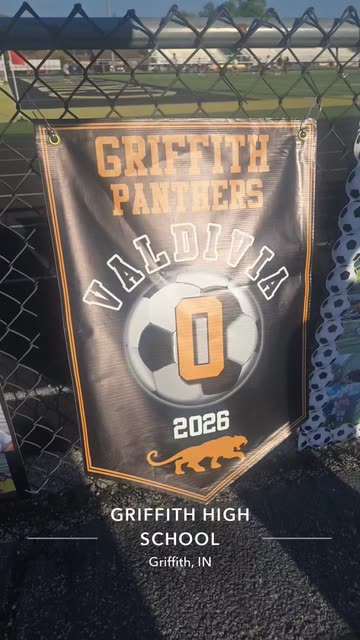 GRIFFITH
PANTHERS
VALDIVIA
0
2026
GRIFFITH HIGH
SCHOOL
Griffith, IN